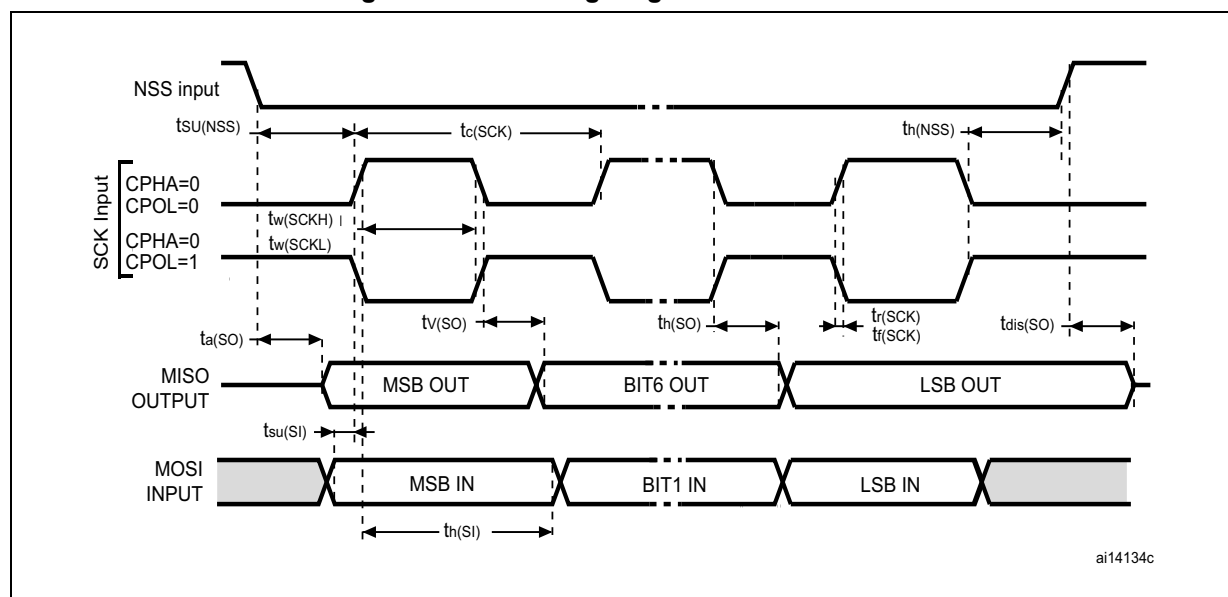 NSS input
tSU(NSS)
tc(SCK)
th(NSS)
SCK Input
CPHA=0
CPOL=0
tw(SCKH)
CPHA=0
CPOL=1
tw(SCKL)
tV(SO)
th(SO)
tr(SCK)
tf(SCK)
tdis(SO)
ta(SO)
MISO
OUTPUT
MSB OUT
BIT6 OUT
LSB OUT
tsu(SI)
MOSI
INPUT
MSB IN
BIT1 IN
LSB IN
th(SI)
ai14134c